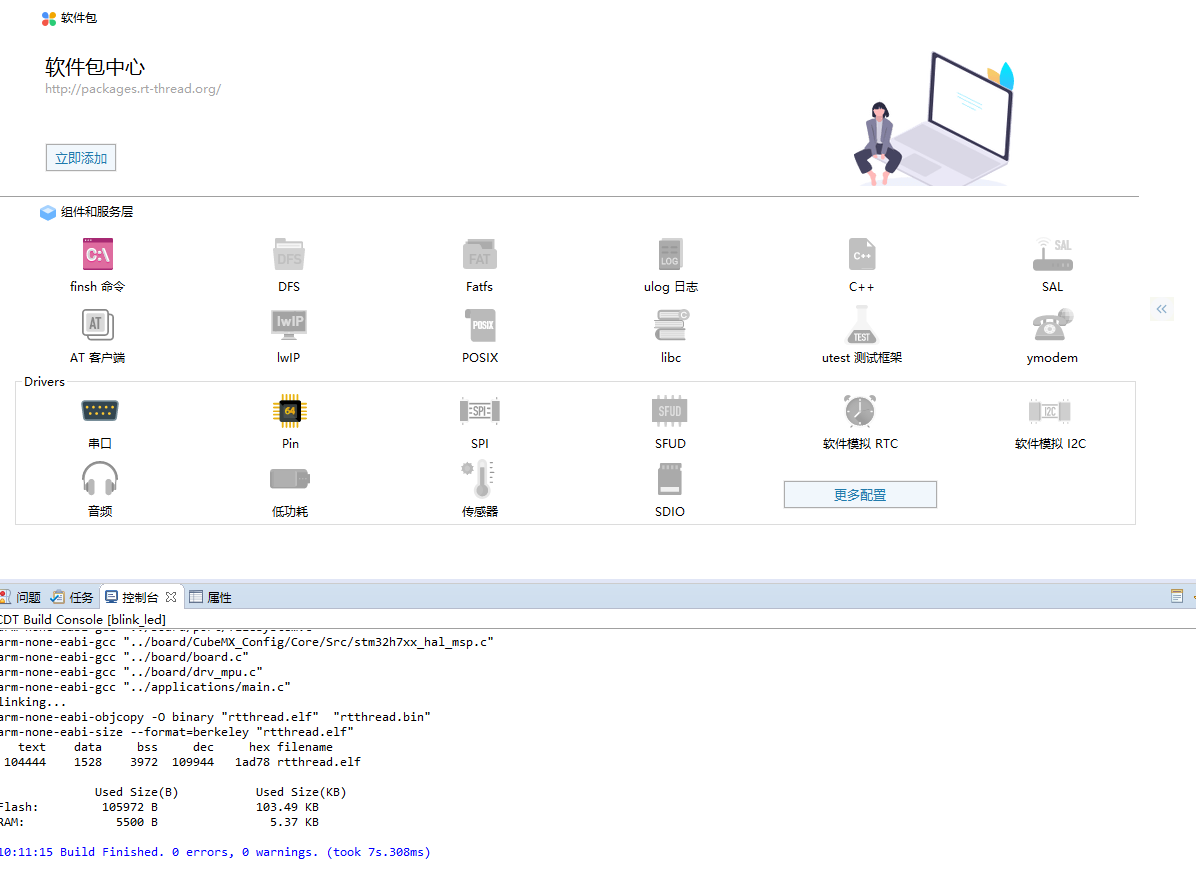 软件包
软件包中心
http://packages.rt-thread.org/
立即添加
组件和服务层
C:\ DFS FAT LOG C++ SAL
finsh 命令 DFS Fatfs ulog 日志 C++ SAL
AT lwIP POSIX C TEST
AT 客户端 lwIP POSIX libc utest 测试框架 ymodem
Drivers
64 SPI SFUD I2C
串口 Pin SPI SFUD 软件模拟 RTC 软件模拟 I2C
音频 低功耗 传感器 SDIO 更多配置
问题 任务 控制台 属性
CDT Build Console [blink_led]
arm-none-eabi-gcc "../board/port/filesystem.c"
arm-none-eabi-gcc "../board/CubeMX_Config/Core/Src/stm32h7xx_hal_msp.c"
arm-none-eabi-gcc "../board/board.c"
arm-none-eabi-gcc "../board/drv_mpu.c"
arm-none-eabi-gcc "../applications/main.c"
linking...
arm-none-eabi-objcopy -O binary "rtthread.elf"  "rtthread.bin"
arm-none-eabi-size --format=berkeley "rtthread.elf"
text data bss dec hex filename
104444 1528 3972 109944 1ad78 rtthread.elf
Used Size(B) Used Size(KB)
Flash: 105972 B 103.49 KB
RAM: 5500 B 5.37 KB
10:11:15 Build Finished. 0 errors, 0 warnings. (took 7s.308ms)